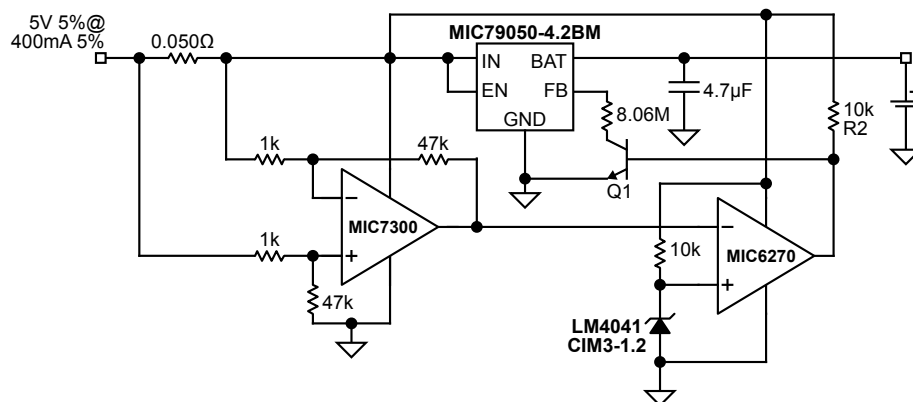 5V 5%@
400mA 5%
0.050Ω
MIC79050-4.2BM
IN
BAT
EN
FB
GND
4.7µF
8.06M
10k
R2
1k
47k
Q1
MIC7300
1k
47k
10k
MIC6270
LM4041
CIM3-1.2